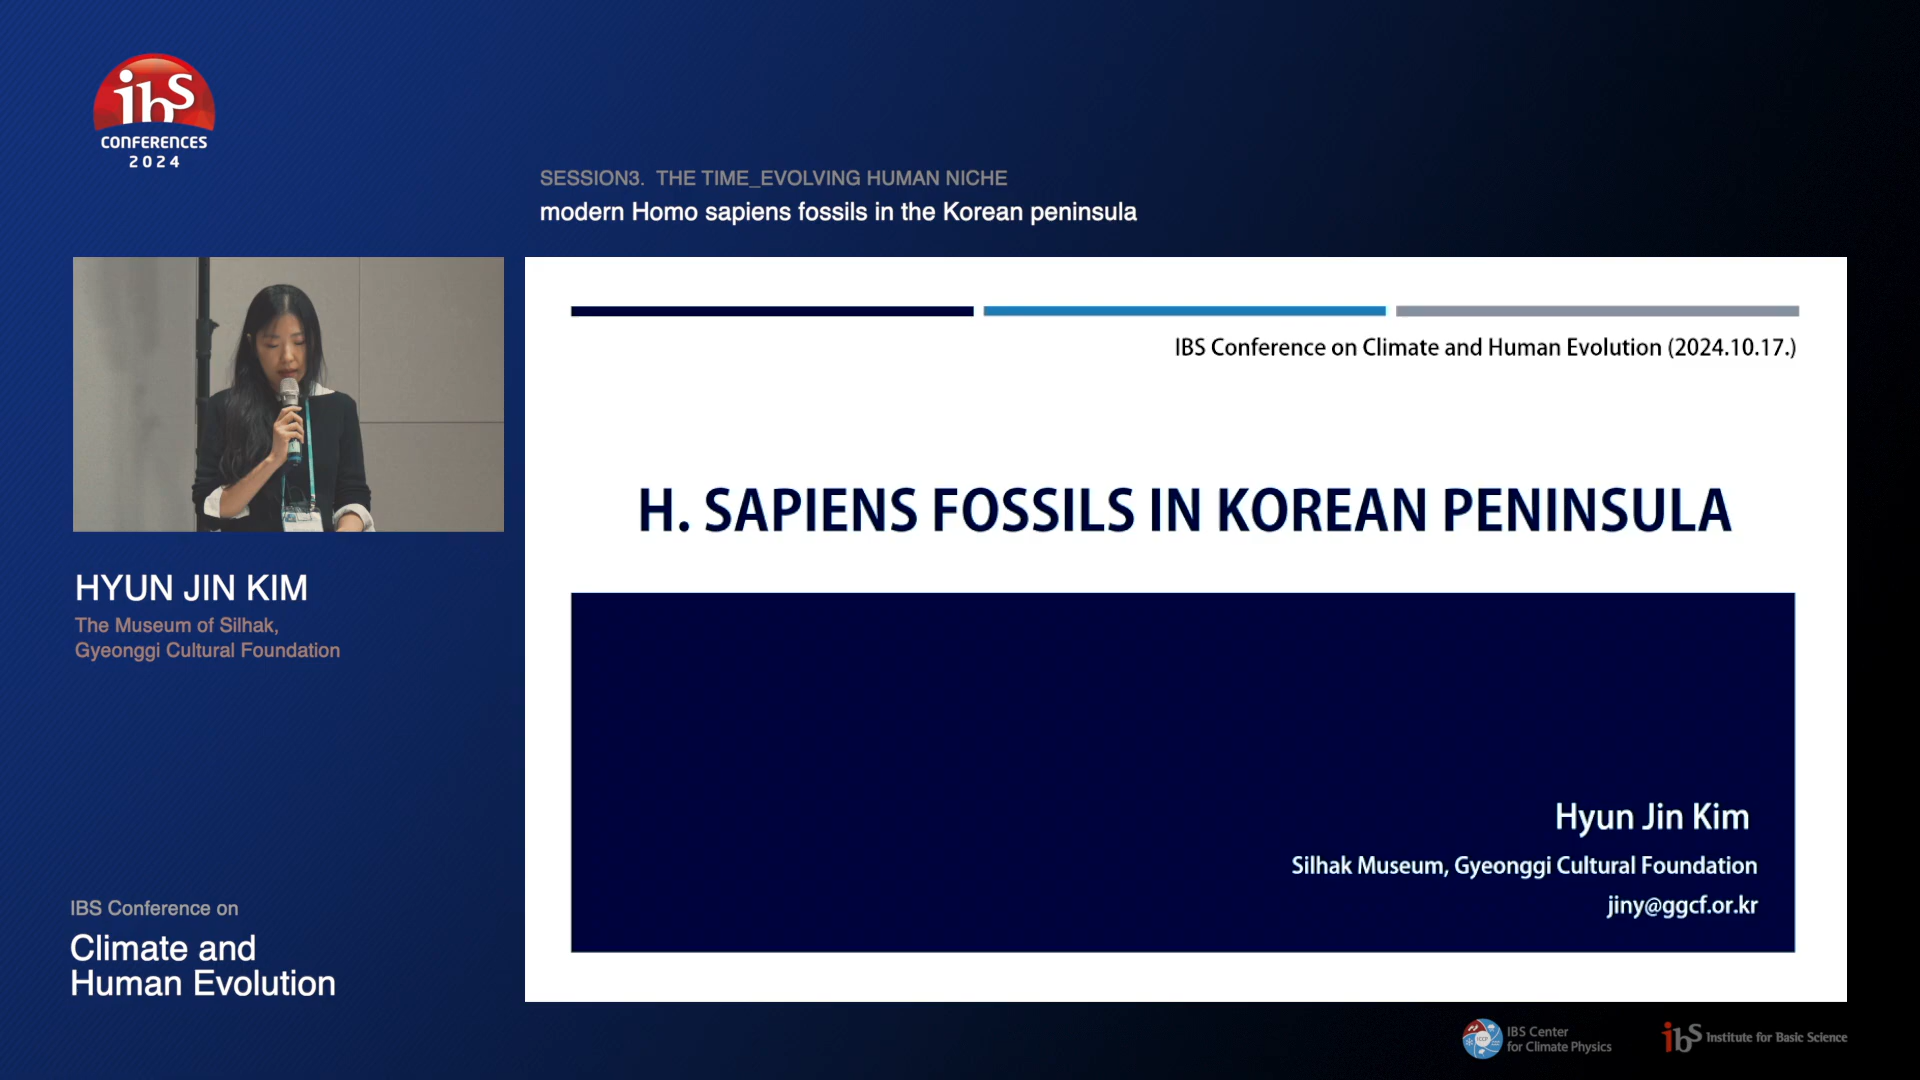 ibS
CONFERENCES
2024
SESSION3. THE TIME_EVOLVING HUMAN NICHE
modern Homo sapiens fossils in the Korean peninsula
IBS Conference on Climate and Human Evolution (2024.10.17.)
H. SAPIENS FOSSILS IN KOREAN PENINSULA
Hyun Jin Kim
Silhak Museum, Gyeonggi Cultural Foundation
jiny@ggcf.or.kr
HYUN JIN KIM
The Museum of Silhak,
Gyeonggi Cultural Foundation
IBS Conference on
Climate and
Human Evolution
IBS Center
for Climate Physics
ibS Institute for Basic Science